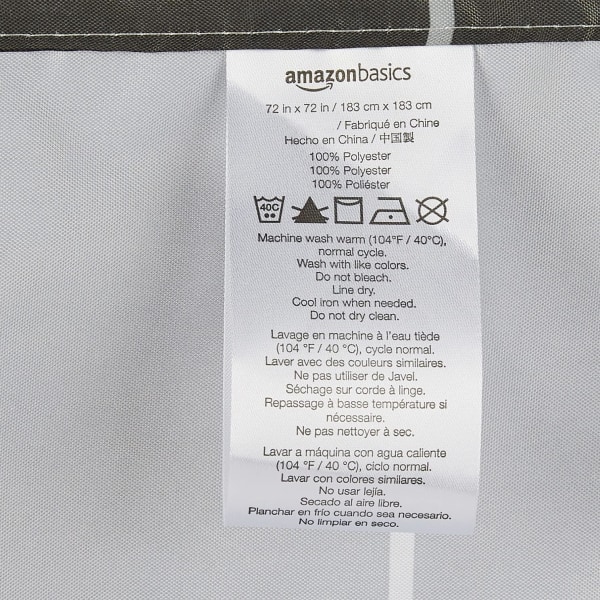 amazonbasics
72 in x 72 in / 183 cm x 183 cm
/ Fabriqué en Chine
Hecho en China / 中国製
100% Polyester
100% Polyester
100% Poliéster
40C
Machine wash warm (104°F / 40°C),
normal cycle.
Wash with like colors.
Do not bleach.
Line dry.
Cool iron when needed.
Do not dry clean.
Lavage en machine à l'eau tiède
(104 °F / 40 °C), cycle normal.
Laver avec des couleurs similaires.
Ne pas utiliser de Javel.
Séchage sur corde à linge.
Repassage à basse température si
nécessaire.
Ne pas nettoyer à sec.
Lavar a máquina con agua caliente
(104 °F / 40 °C), ciclo normal.
Lavar con colores similares.
No usar lejía.
Secado al aire libre.
Planchar en frío cuando sea necesario.
No limpiar en seco.